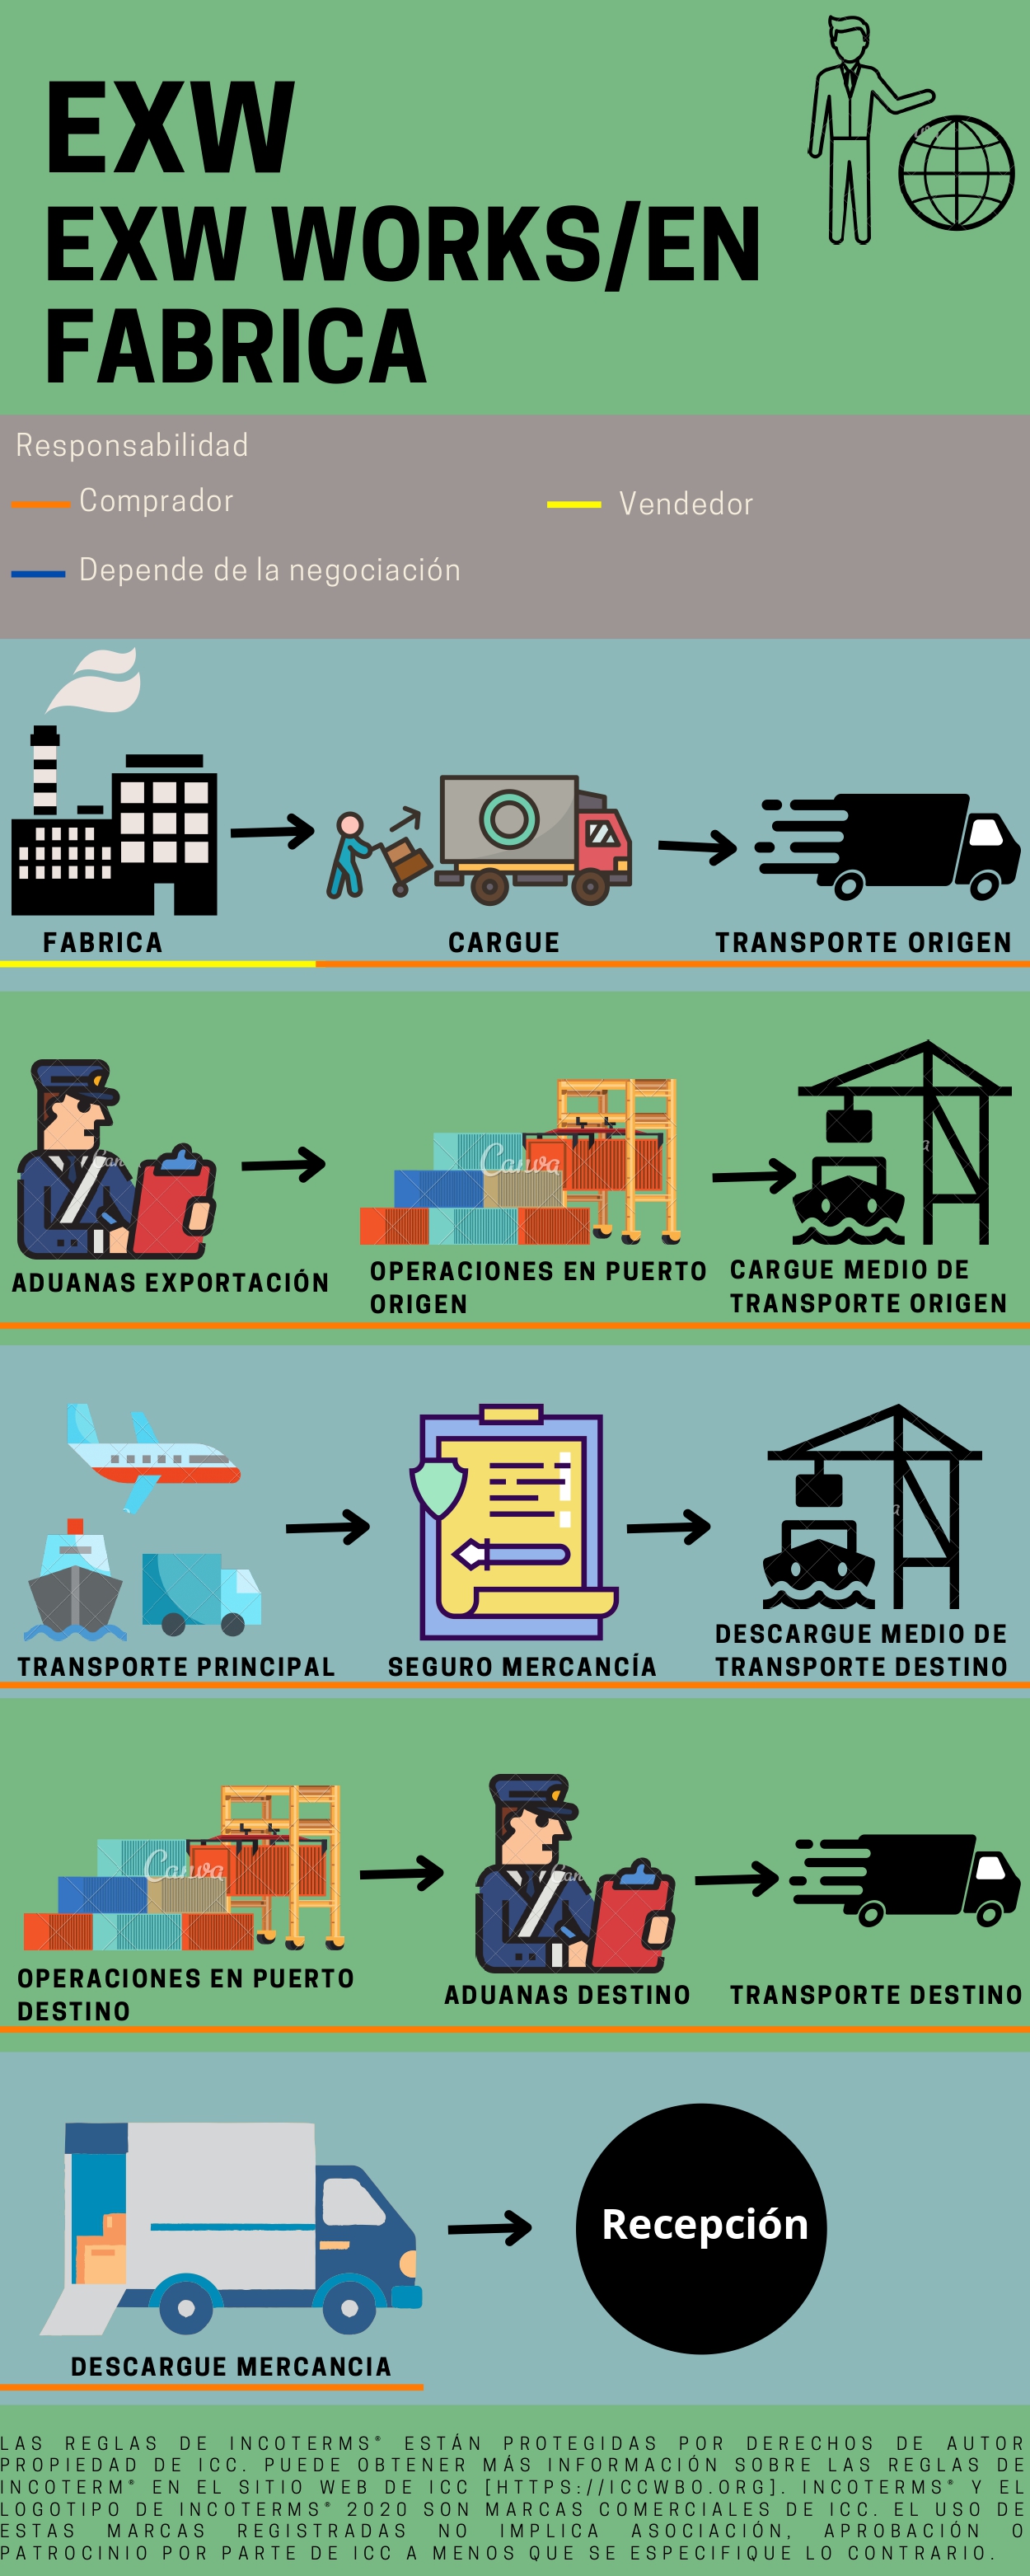 EXW
EXW WORKS/EN
FABRICA
Responsabilidad
Comprador
Vendedor
Depende de la negociación
FABRICA
CARGUE
TRANSPORTE ORIGEN
Canva
ADUANAS EXPORTACIÓN
OPERACIONES EN PUERTO
ORIGEN
CARGUE MEDIO DE
TRANSPORTE ORIGEN
TRANSPORTE PRINCIPAL
SEGURO MERCANCÍA
DESCARGUE MEDIO DE
TRANSPORTE DESTINO
Canva
OPERACIONES EN PUERTO
DESTINO
ADUANAS DESTINO
TRANSPORTE DESTINO
Recepción
DESCARGUE MERCANCIA
LAS REGLAS DE INCOTERMS® ESTÁN PROTEGIDAS POR DERECHOS DE AUTOR
PROPIEDAD DE ICC. PUEDE OBTENER MÁS INFORMACIÓN SOBRE LAS REGLAS DE
INCOTERM® EN EL SITIO WEB DE ICC [HTTPS://ICCWBO.ORG]. INCOTERMS® Y EL
LOGOTIPO DE INCOTERMS® 2020 SON MARCAS COMERCIALES DE ICC. EL USO DE
ESTAS MARCAS REGISTRADAS NO IMPLICA ASOCIACIÓN, APROBACIÓN O
PATROCINIO POR PARTE DE ICC A MENOS QUE SE ESPECIFIQUE LO CONTRARIO.